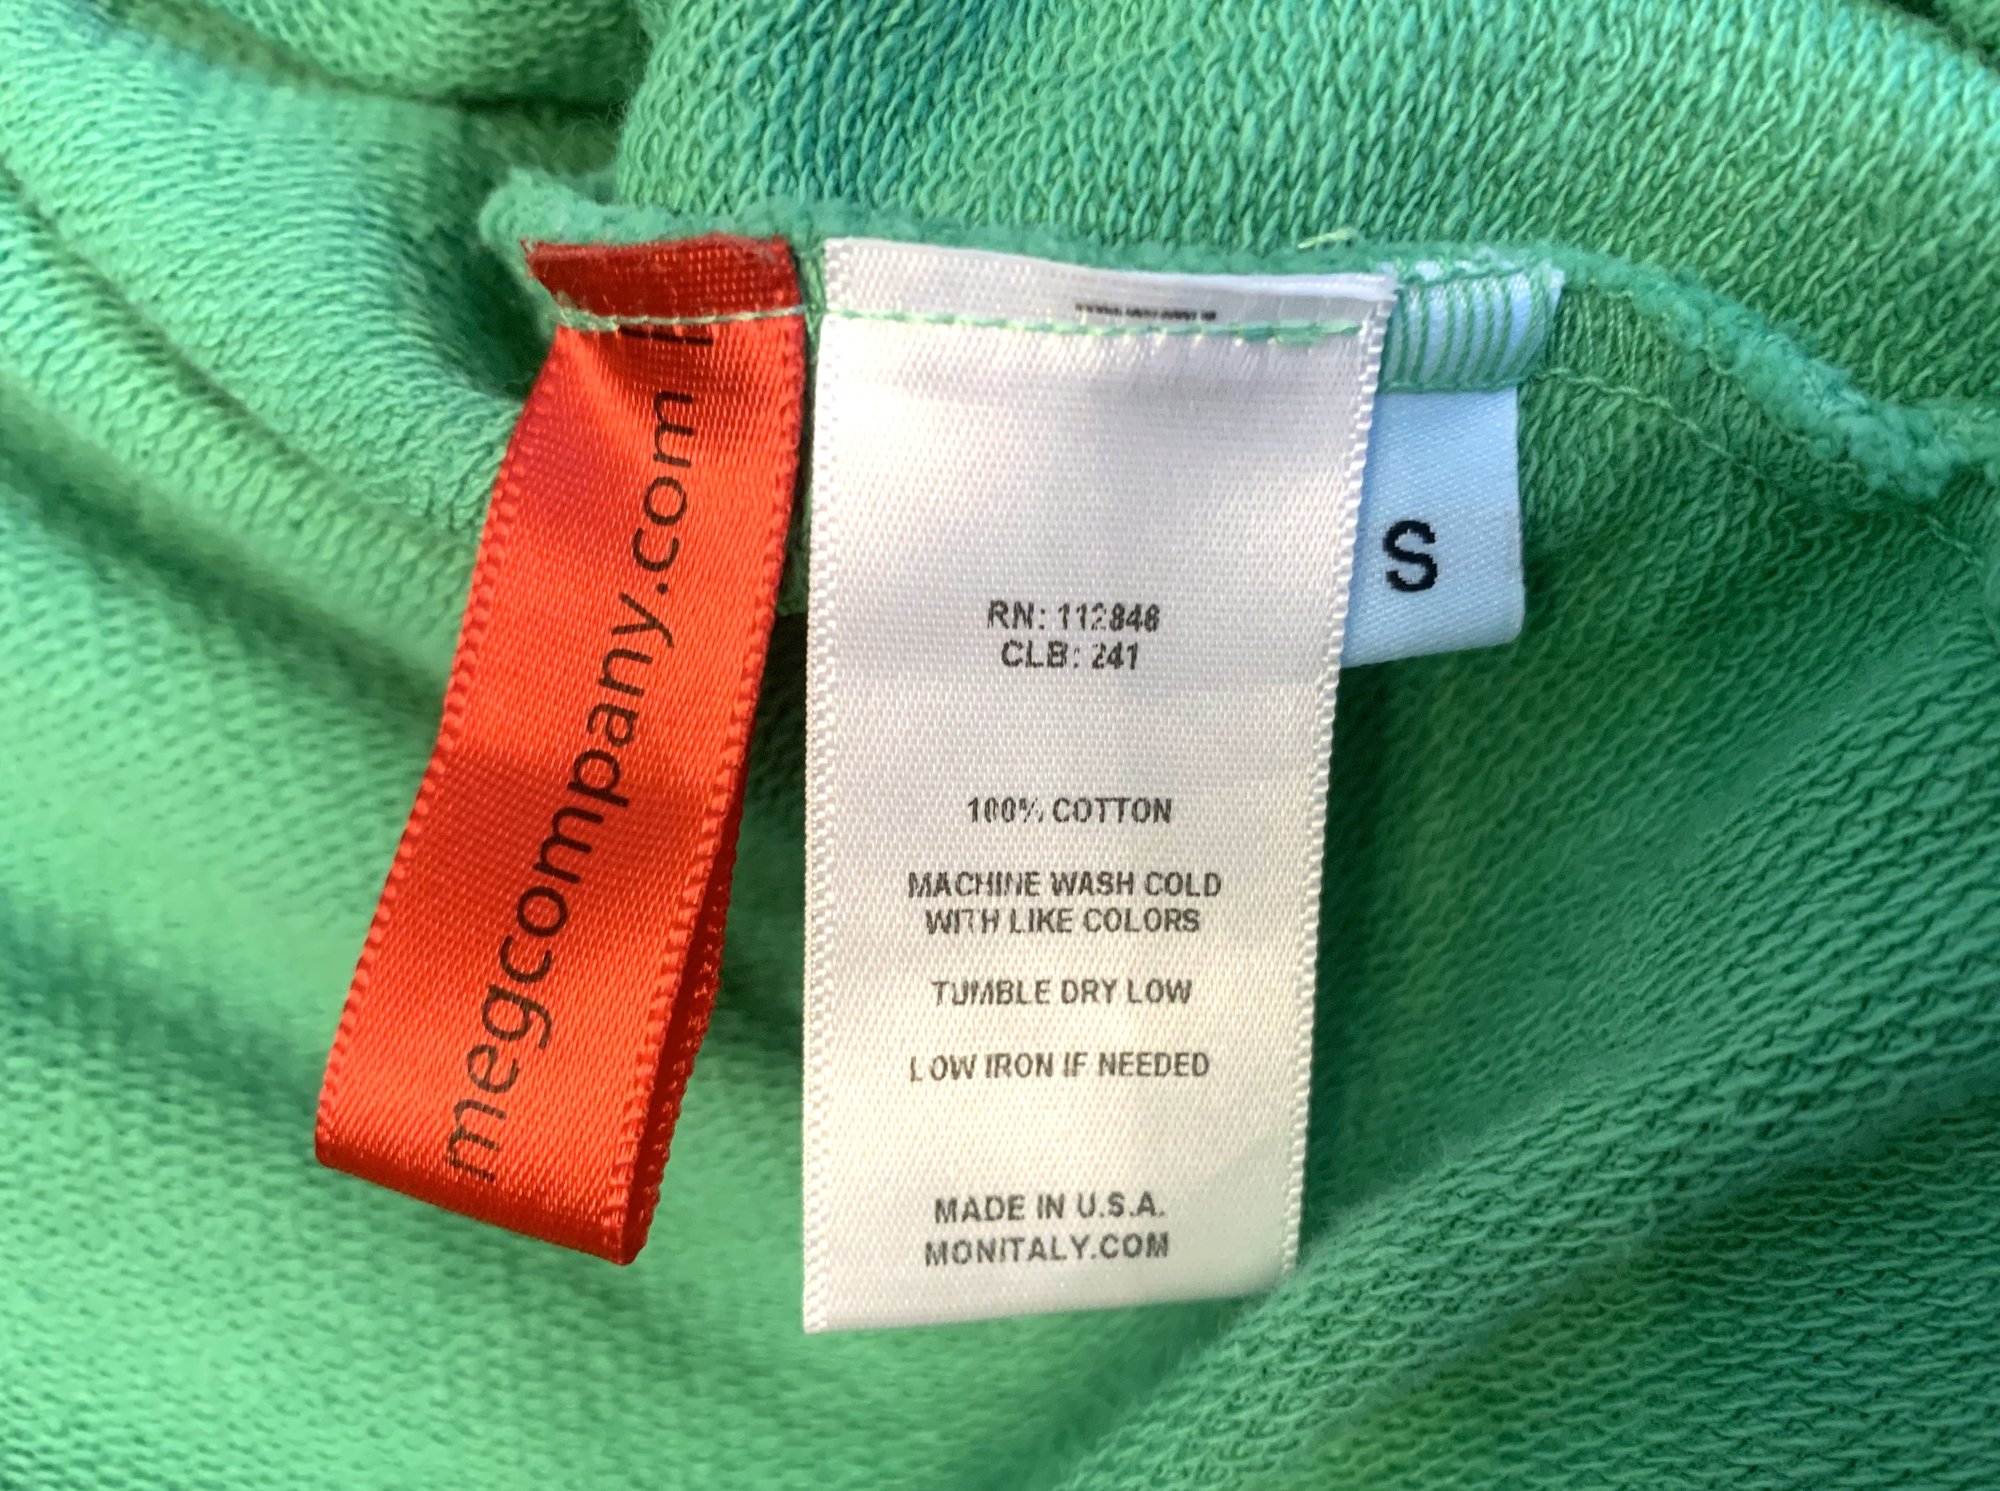 megcompany.com
RN: 112848
CLB: 241
100% COTTON
MACHINE WASH COLD
WITH LIKE COLORS
TUMBLE DRY LOW
LOW IRON IF NEEDED
MADE IN U.S.A.
MONITALY.COM
S